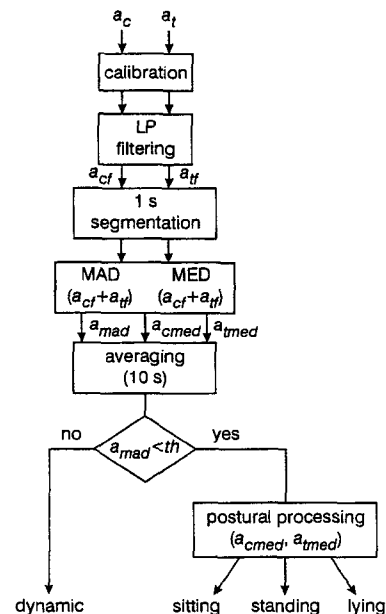 a_c a_t
calibration
LP
filtering
a_cf a_tf
1 s
segmentation
MAD MED
(a_cf+a_tf) (a_cf+a_tf)
a_mad a_cmed a_tmed
averaging
(10 s)
no a_mad<th yes
postural processing
(a_cmed, a_tmed)
dynamic sitting standing lying